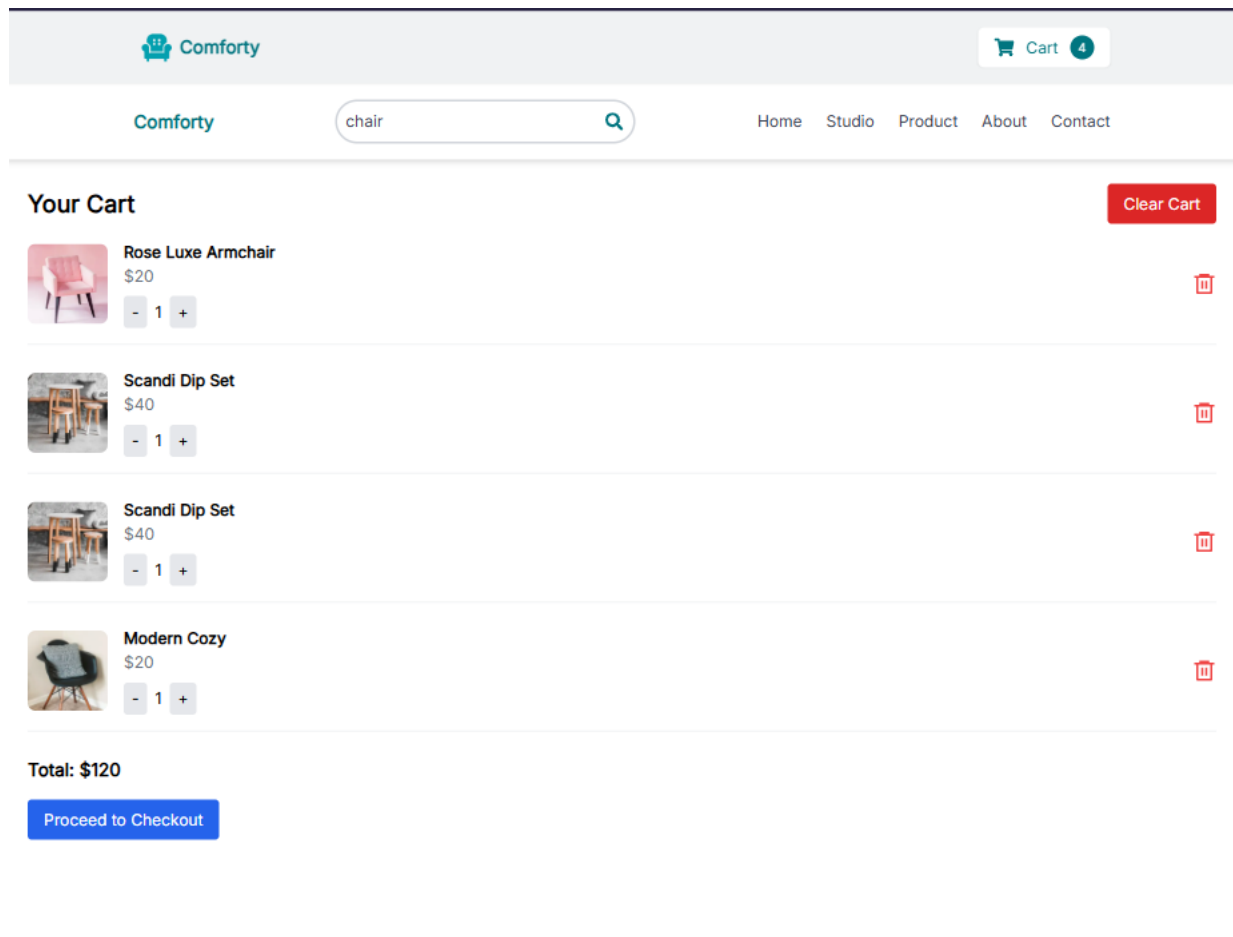 Comforty
Cart 4
Comforty
chair
Home Studio Product About Contact
Your Cart
Clear Cart
Rose Luxe Armchair
$20
- 1 +
Scandi Dip Set
$40
- 1 +
Scandi Dip Set
$40
- 1 +
Modern Cozy
$20
- 1 +
Total: $120
Proceed to Checkout